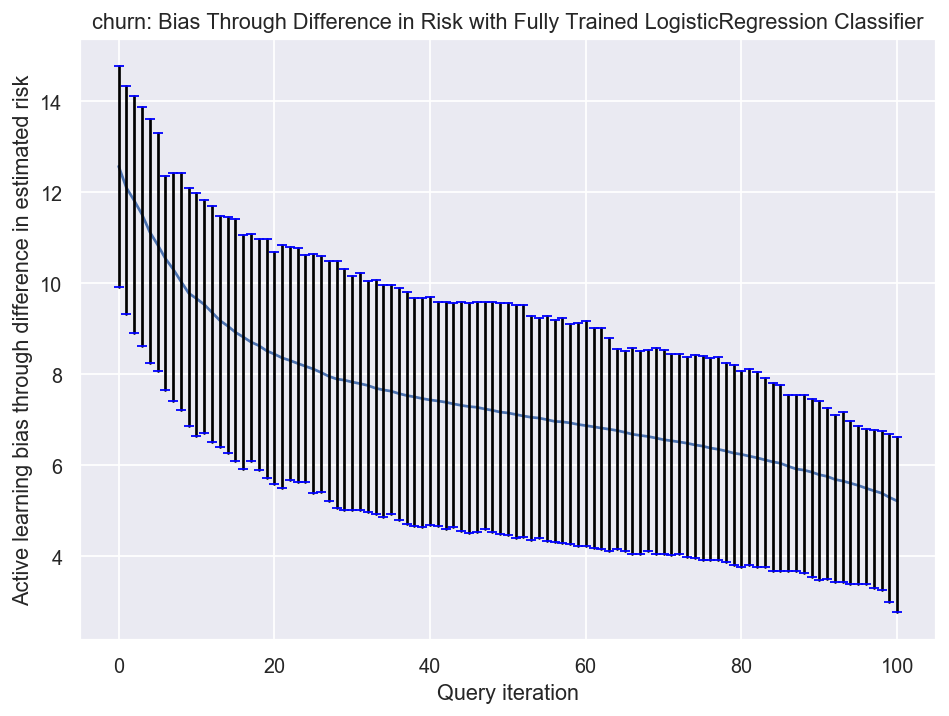 churn: Bias Through Difference in Risk with Fully Trained LogisticRegression Classifier
Active learning bias through difference in estimated risk
14
12
10
8
6
4
0 20 40 60 80 100
Query iteration